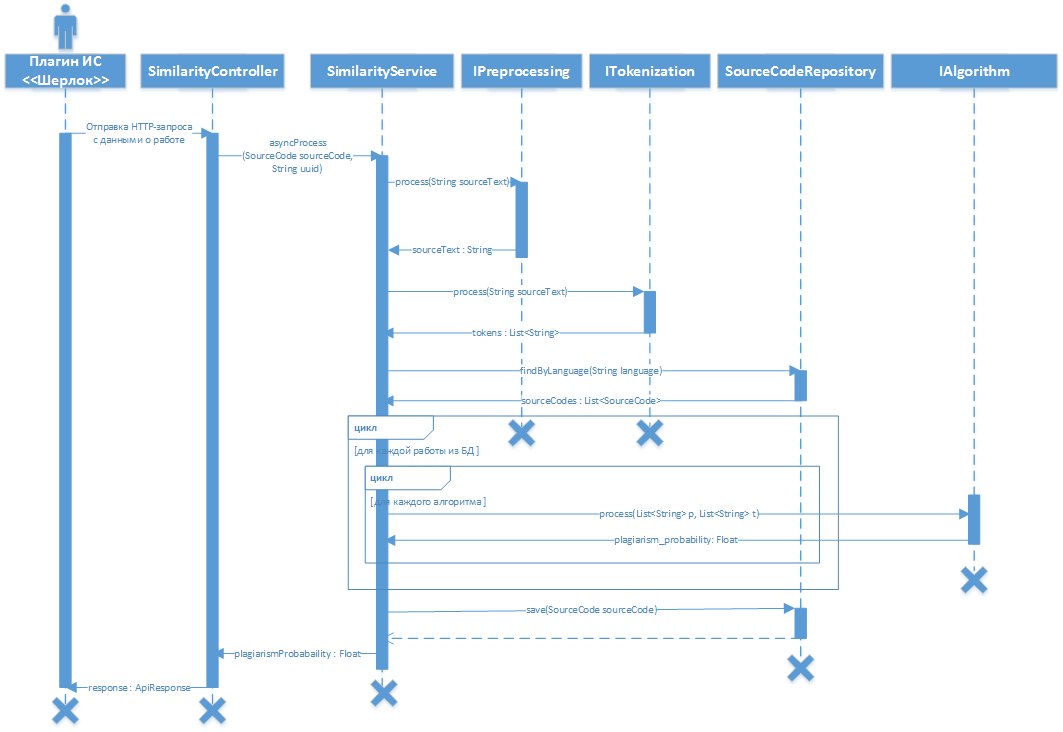 Плагин ИС
<<Шерлок>>
SimilarityController
SimilarityService
IPreprocessing
ITokenization
SourceCodeRepository
IAlgorithm
Отправка HTTP-запроса
с данными о работе
asyncProcess
(SourceCode sourceCode,
String uuid)
process(String sourceText)
sourceText : String
process(String sourceText)
tokens : List<String>
findByLanguage(String language)
sourceCodes : List<SourceCode>
цикл
[для каждой работы из БД ]
цикл
[для каждого алгоритма ]
process(List<String> p, List<String> t)
plagiarism_probability: Float
save(SourceCode sourceCode)
plagiarismProbabaility : Float
response : ApiResponse